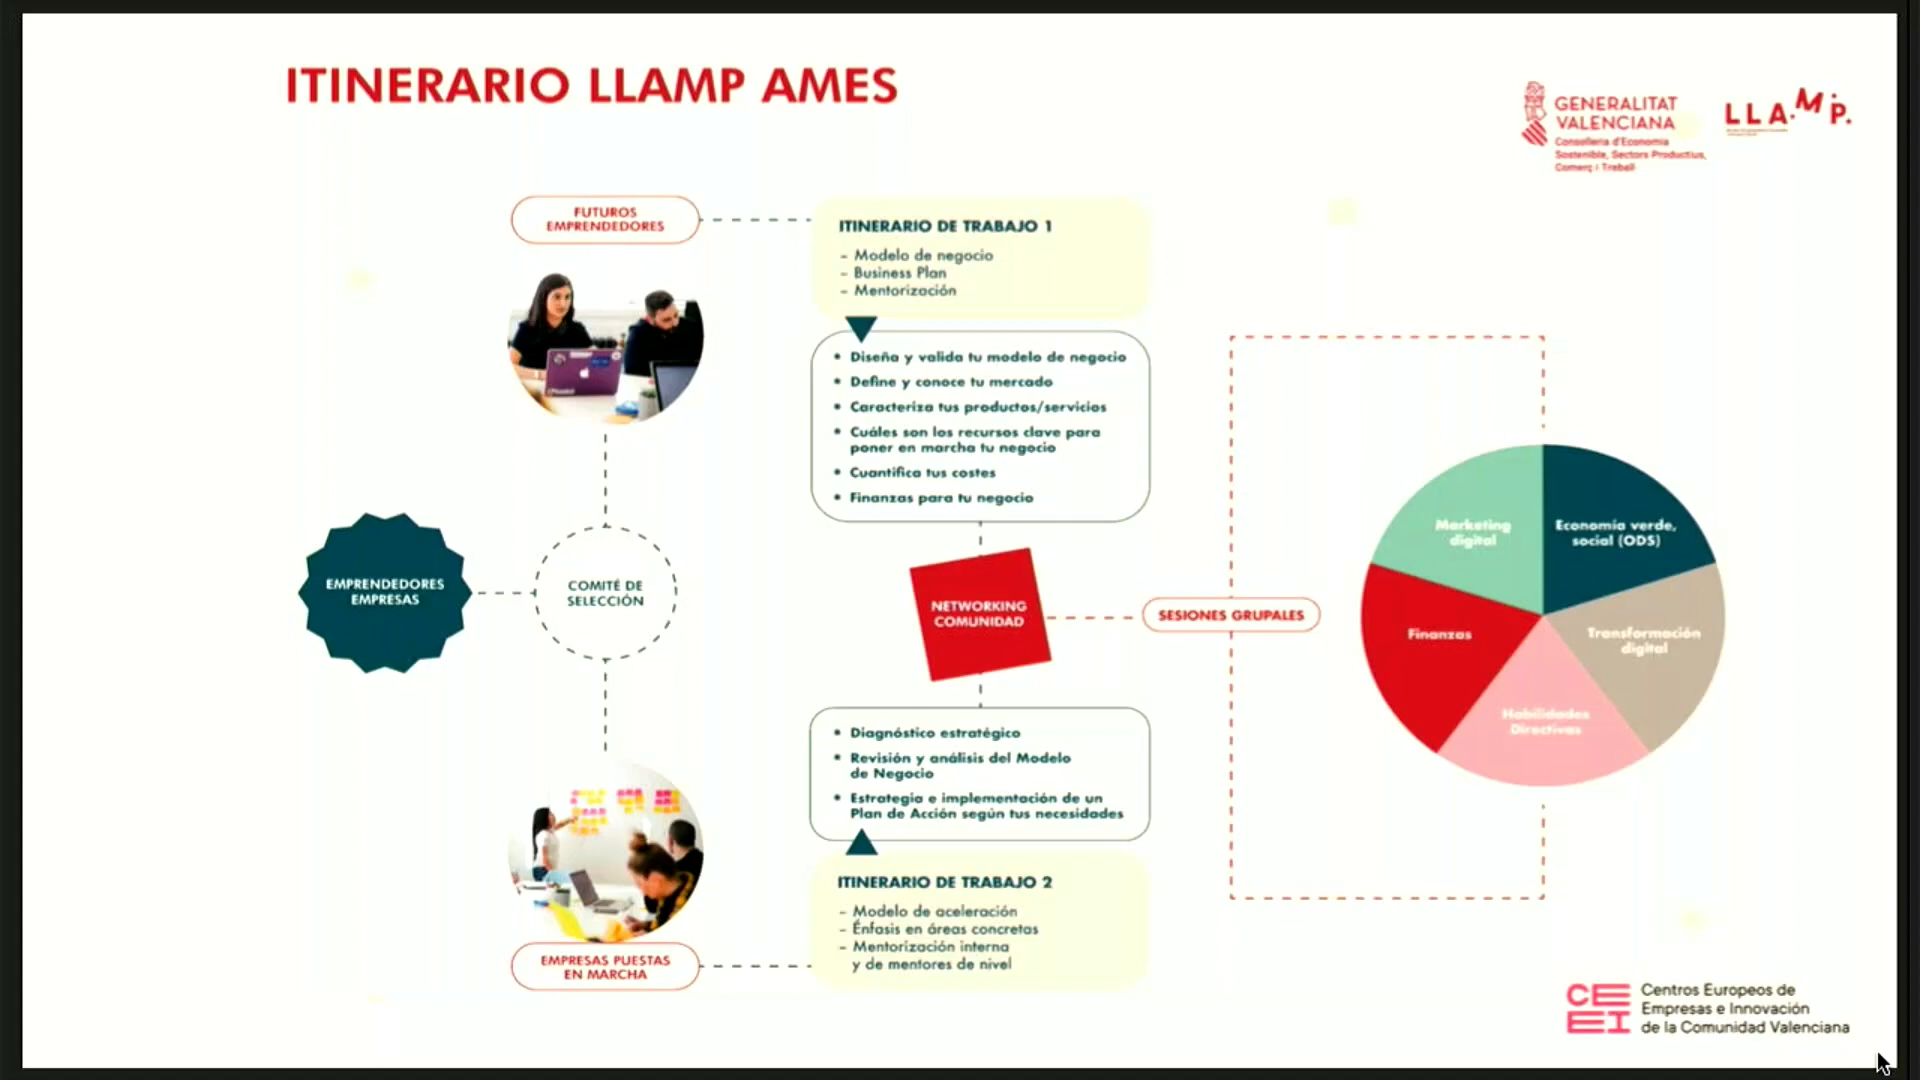 ITINERARIO LLAMP AMES
GENERALITAT
VALENCIANA
Conselleria d'Economia
Sostenible, Sectors Productius,
Comerç i Treball
LLAMP.
FUTUROS
EMPRENDEDORES
ITINERARIO DE TRABAJO 1
- Modelo de negocio
- Business Plan
- Mentorización
• Diseña y valida tu modelo de negocio
• Define y conoce tu mercado
• Caracteriza tus productos/servicios
• Cuáles son los recursos clave para
poner en marcha tu negocio
• Cuantifica tus costes
• Finanzas para tu negocio
EMPRENDEDORES
EMPRESAS
COMITÉ DE
SELECCIÓN
NETWORKING
COMUNIDAD
SESIONES GRUPALES
Marketing
digital
Economía verde,
social (ODS)
Finanzas
Transformación
digital
Habilidades
Directivas
• Diagnóstico estratégico
• Revisión y análisis del Modelo
de Negocio
• Estrategia e implementación de un
Plan de Acción según tus necesidades
ITINERARIO DE TRABAJO 2
- Modelo de aceleración
- Énfasis en áreas concretas
- Mentorización interna
y de mentores de nivel
EMPRESAS PUESTAS
EN MARCHA
CEEI
Centros Europeos de
Empresas e Innovación
de la Comunidad Valenciana